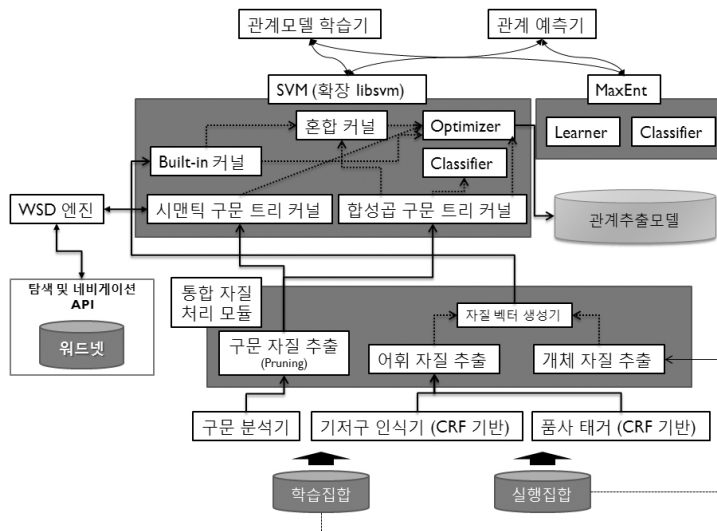 관계모델 학습기
관계 예측기
SVM (확장 libsvm)
MaxEnt
혼합 커널
Optimizer
Learner
Classifier
Built-in 커널
Classifier
WSD 엔진
시맨틱 구문 트리 커널
합성곱 구문 트리 커널
관계추출모델
탐색 및 네비게이션
API
워드넷
통합 자질
처리 모듈
자질 벡터 생성기
구문 자질 추출
(Pruning)
어휘 자질 추출
개체 자질 추출
구문 분석기
기저구 인식기 (CRF 기반)
품사 태거 (CRF 기반)
학습집합
실행집합